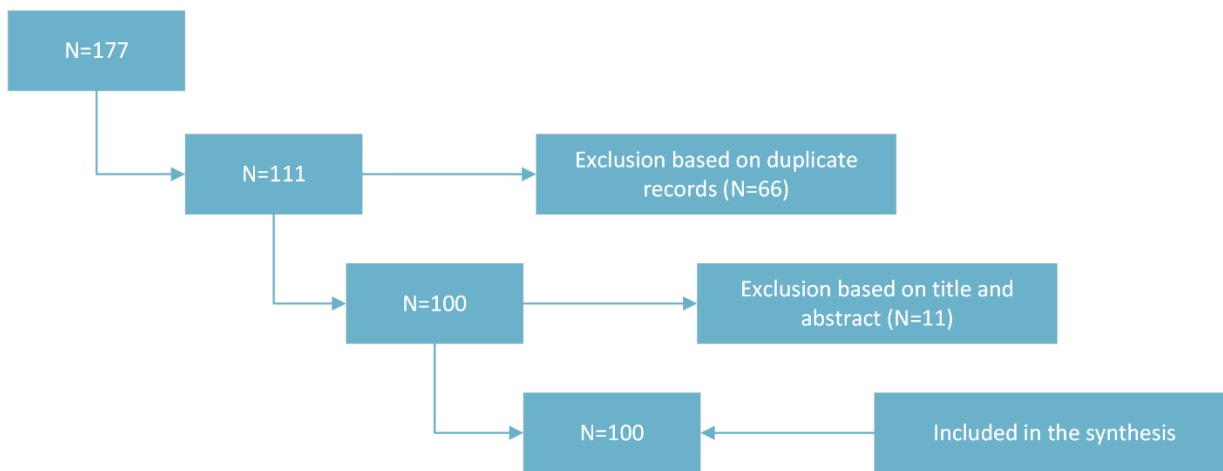 N=177
N=111
Exclusion based on duplicate
records (N=66)
N=100
Exclusion based on title and
abstract (N=11)
N=100
Included in the synthesis